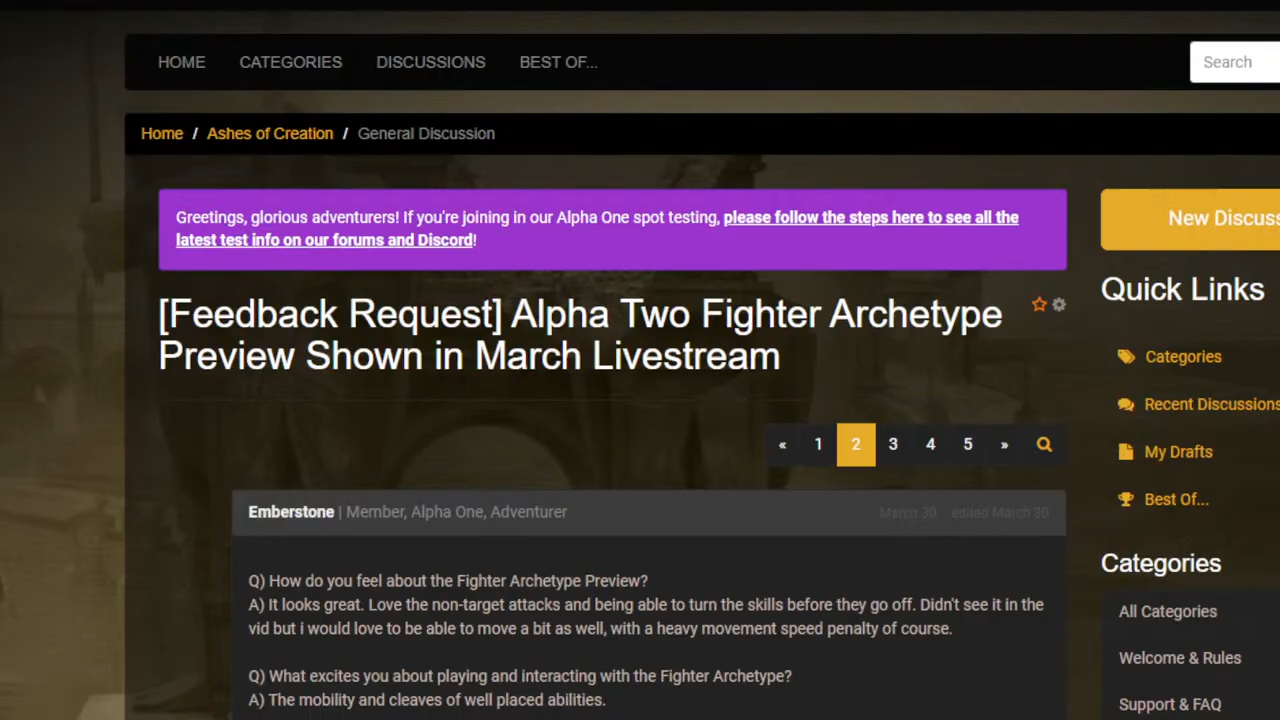 HOME CATEGORIES DISCUSSIONS BEST OF...
Search
Home / Ashes of Creation / General Discussion
Greetings, glorious adventurers! If you're joining in our Alpha One spot testing, please follow the steps here to see all the
latest test info on our forums and Discord!
New Discuss
[Feedback Request] Alpha Two Fighter Archetype
Preview Shown in March Livestream
« 1 2 3 4 5 »
Emberstone | Member, Alpha One, Adventurer
March 30 edited March 30
Q) How do you feel about the Fighter Archetype Preview?
A) It looks great. Love the non-target attacks and being able to turn the skills before they go off. Didn't see it in the
vid but i would love to be able to move a bit as well, with a heavy movement speed penalty of course.
Q) What excites you about playing and interacting with the Fighter Archetype?
A) The mobility and cleaves of well placed abilities.
Quick Links
Categories
Recent Discussions
My Drafts
Best Of...
Categories
All Categories
Welcome & Rules
Support & FAQ